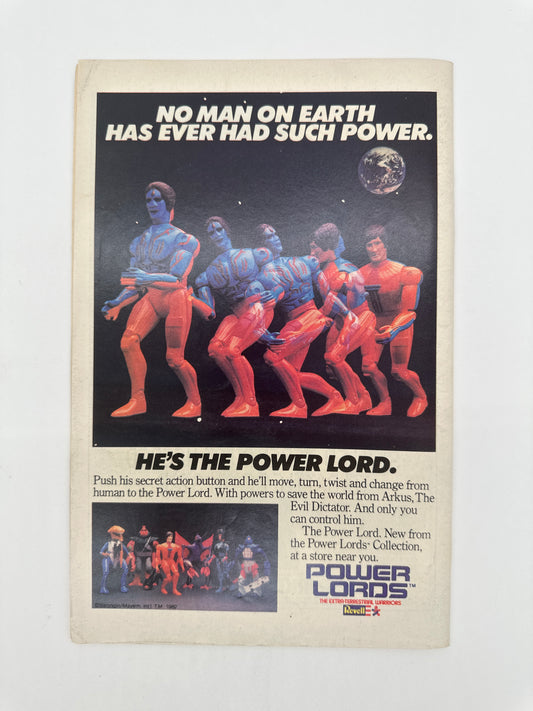 NO MAN ON EARTH
HAS EVER HAD SUCH POWER.
HE'S THE POWER LORD.
Push his secret action button and he'll move, turn, twist and change from
human to the Power Lord. With powers to save the world from Arkus, The
Evil Dictator. And only you
can control him.
The Power Lord. New from
the Power Lords™ Collection,
at a store near you.
POWER
LORDS™
THE EXTRA-TERRESTRIAL WARRIORS
Revell